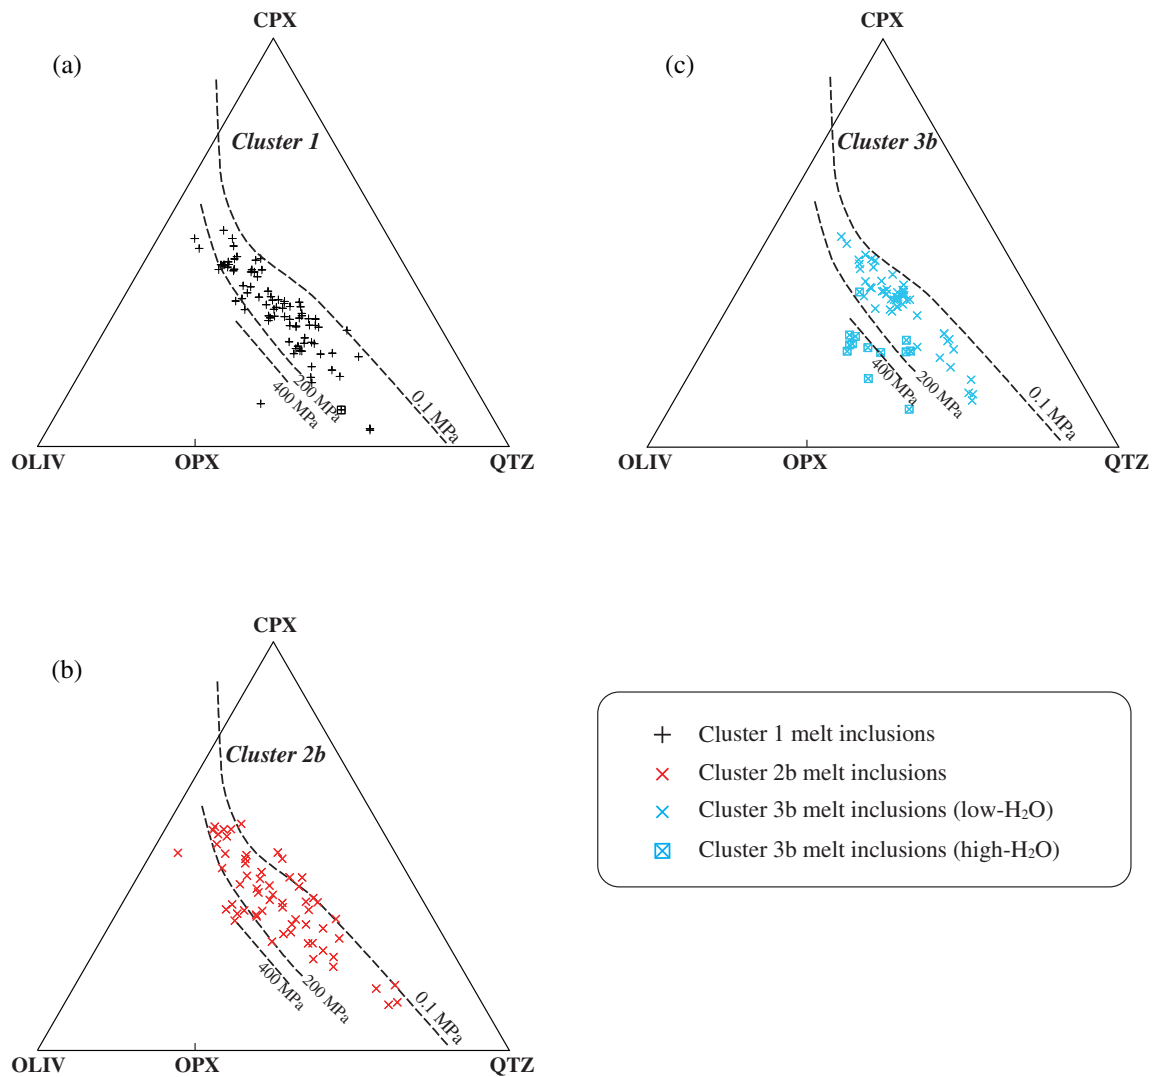 CPX
(a)
Cluster 1
200 MPa
400 MPa
0.1 MPa
OLIV
OPX
QTZ
CPX
(c)
Cluster 3b
400 MPa
200 MPa
0.1 MPa
OLIV
OPX
QTZ
CPX
(b)
Cluster 2b
400 MPa
200 MPa
0.1 MPa
OLIV
OPX
QTZ
Cluster 1 melt inclusions
Cluster 2b melt inclusions
Cluster 3b melt inclusions (low-H₂O)
Cluster 3b melt inclusions (high-H₂O)